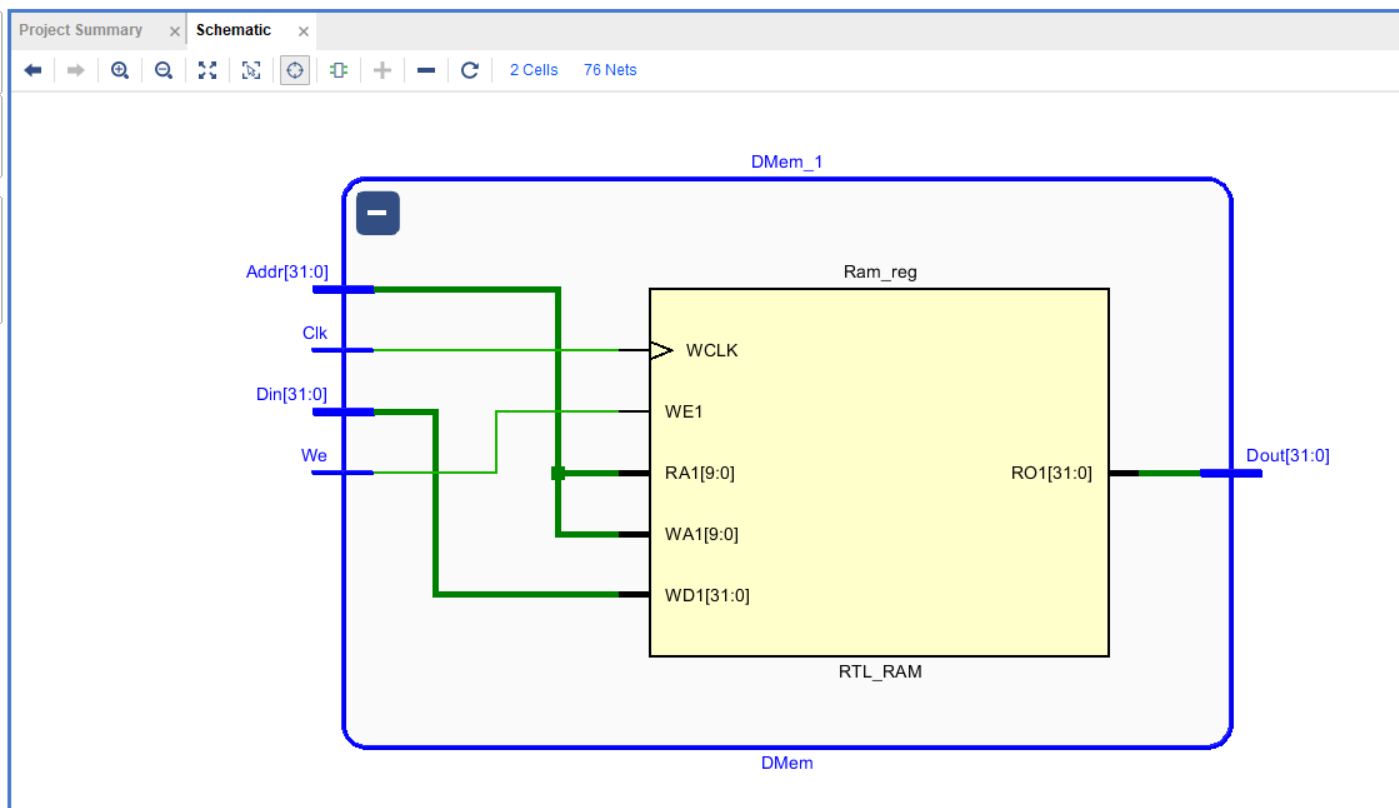 Project Summary
Schematic
2 Cells
76 Nets
DMem_1
Addr[31:0]
Ram_reg
Clk
WCLK
Din[31:0]
WE1
We
RA1[9:0]
RO1[31:0]
Dout[31:0]
WA1[9:0]
WD1[31:0]
RTL_RAM
DMem